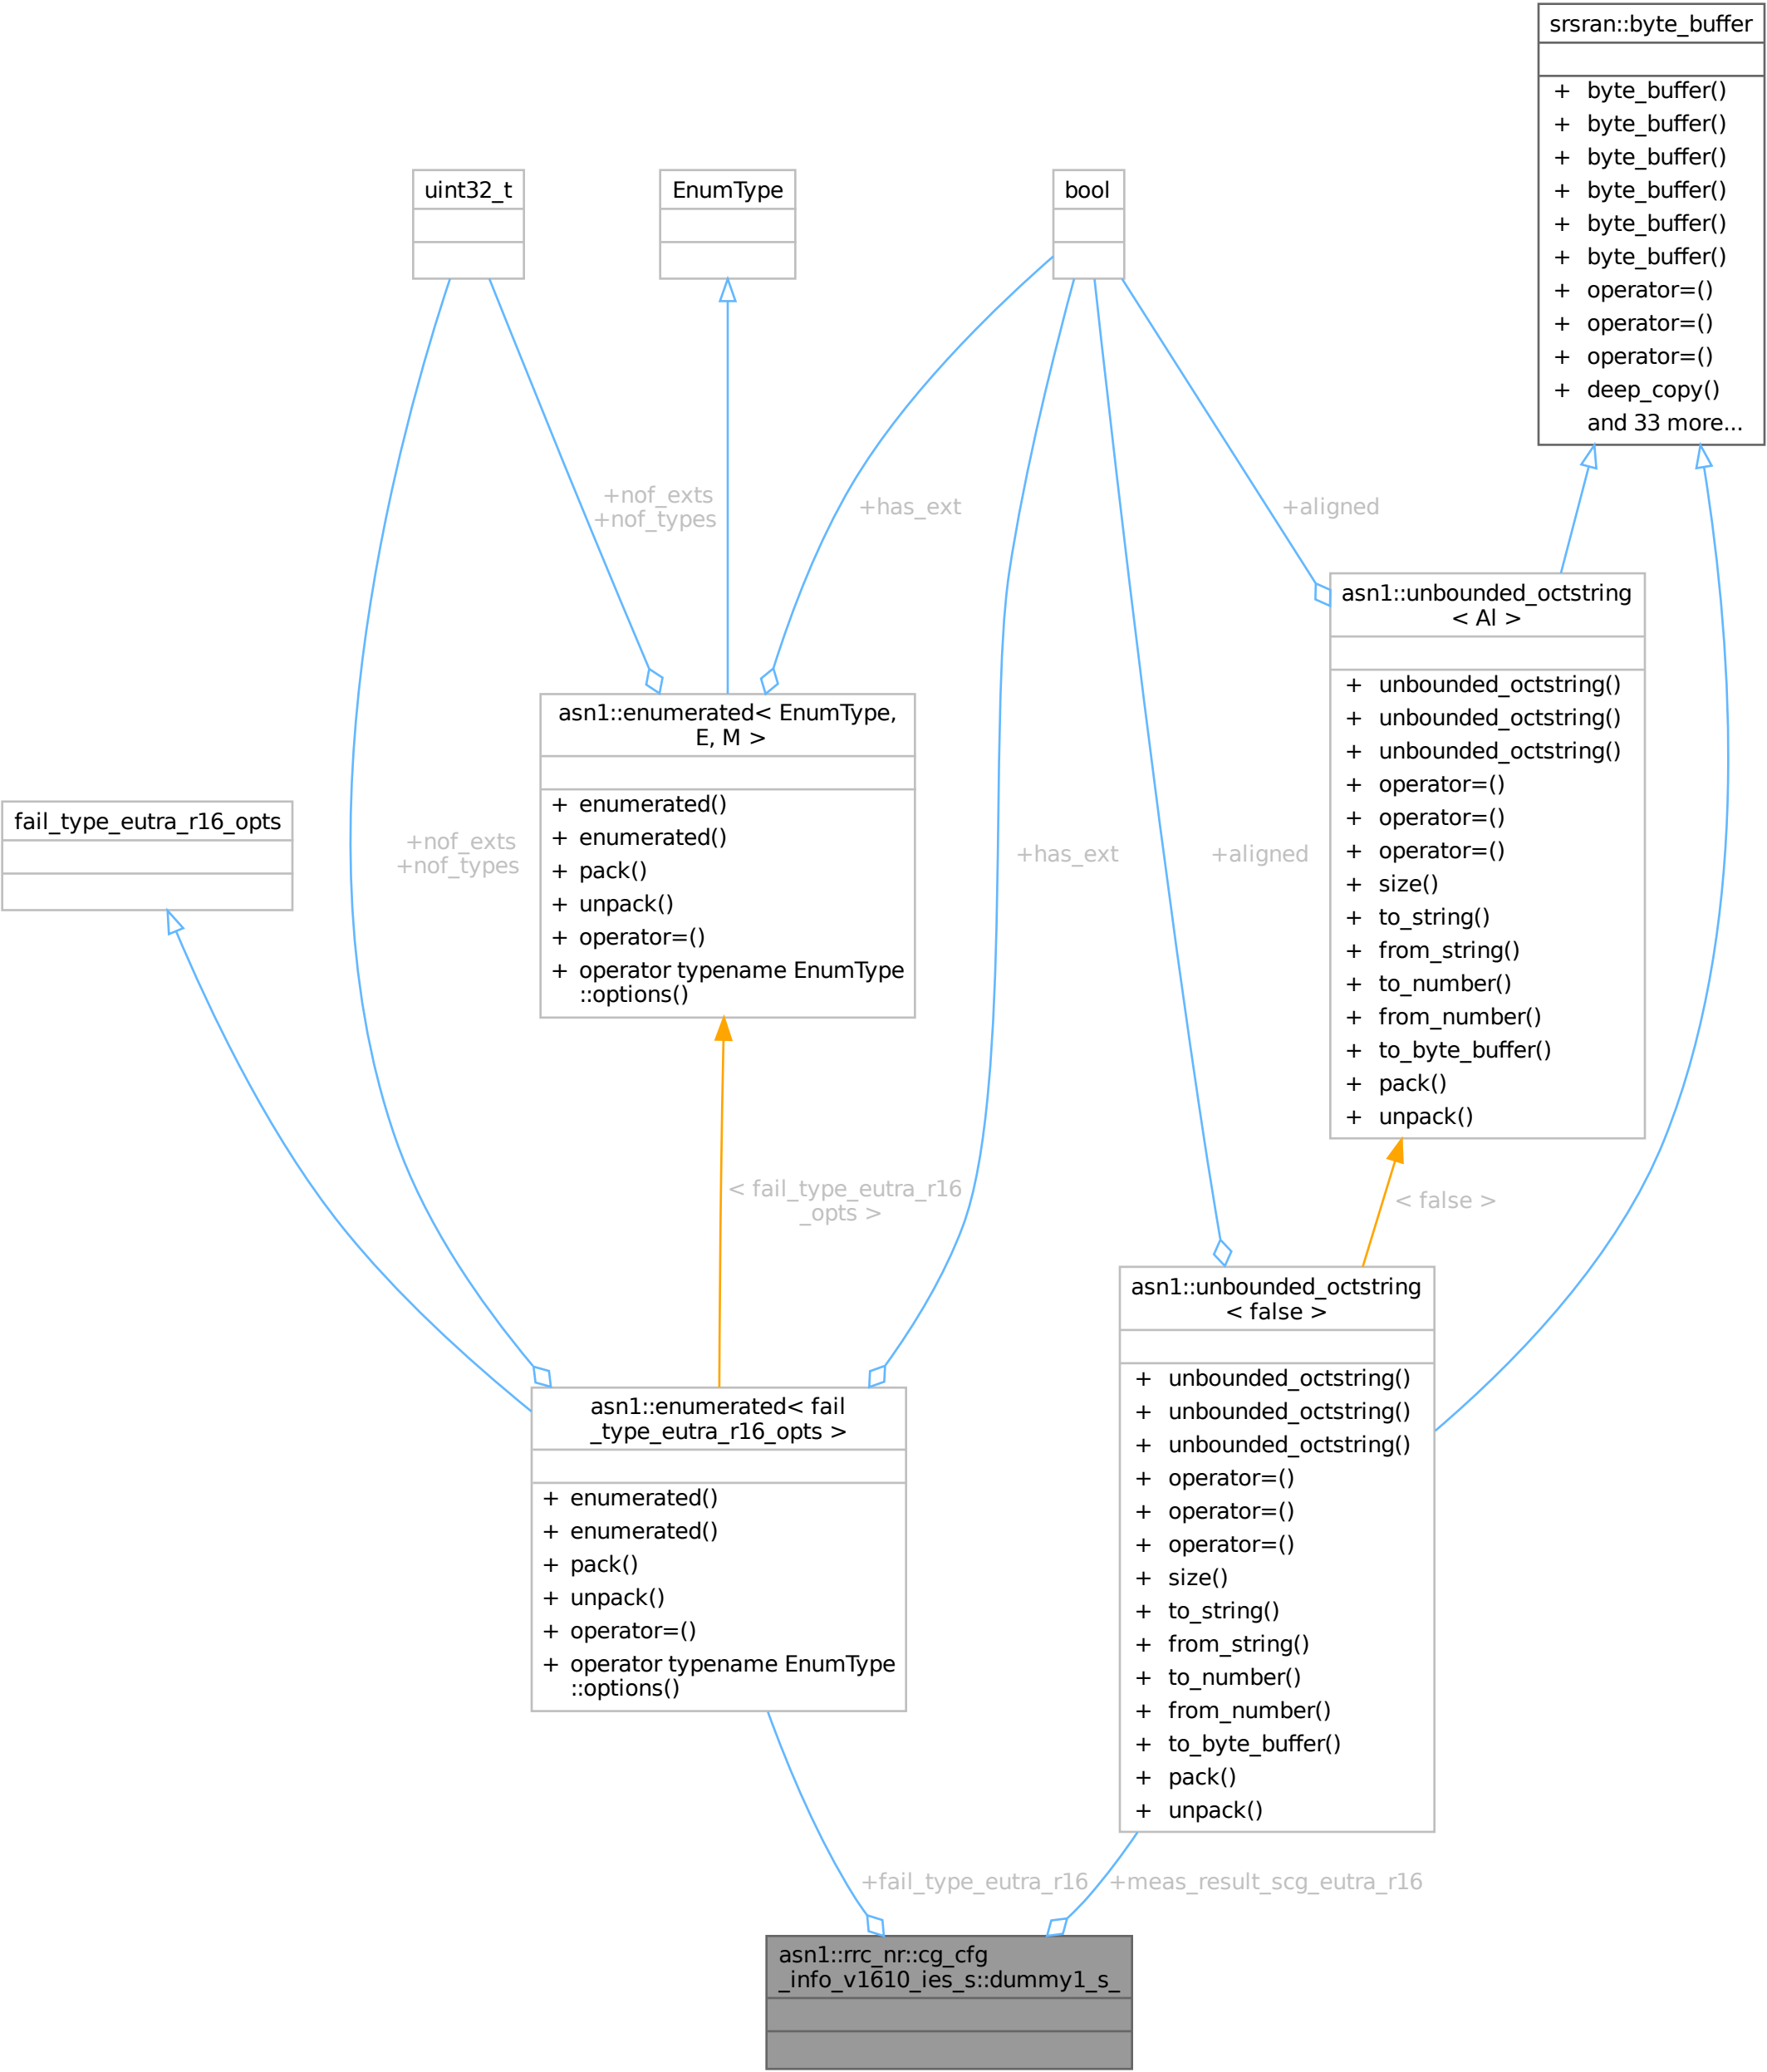 srsran::byte_buffer
+ byte_buffer()
+ byte_buffer()
+ byte_buffer()
+ byte_buffer()
+ byte_buffer()
+ byte_buffer()
+ operator=()
+ operator=()
+ operator=()
+ deep_copy()
and 33 more...
uint32_t
EnumType
bool
+nof_exts
+nof_types
+has_ext
+aligned
asn1::unbounded_octstring
< Al >
+ unbounded_octstring()
+ unbounded_octstring()
+ unbounded_octstring()
+ operator=()
+ operator=()
+ operator=()
+ size()
+ to_string()
+ from_string()
+ to_number()
+ from_number()
+ to_byte_buffer()
+ pack()
+ unpack()
asn1::enumerated< EnumType,
E, M >
+ enumerated()
+ enumerated()
+ pack()
+ unpack()
+ operator=()
+ operator typename EnumType
::options()
fail_type_eutra_r16_opts
+nof_exts
+nof_types
+has_ext
+aligned
< fail_type_eutra_r16
_opts >
< false >
asn1::unbounded_octstring
< false >
+ unbounded_octstring()
+ unbounded_octstring()
+ unbounded_octstring()
+ operator=()
+ operator=()
+ operator=()
+ size()
+ to_string()
+ from_string()
+ to_number()
+ from_number()
+ to_byte_buffer()
+ pack()
+ unpack()
asn1::enumerated< fail
_type_eutra_r16_opts >
+ enumerated()
+ enumerated()
+ pack()
+ unpack()
+ operator=()
+ operator typename EnumType
::options()
+fail_type_eutra_r16
+meas_result_scg_eutra_r16
asn1::rrc_nr::cg_cfg
_info_v1610_ies_s::dummy1_s_